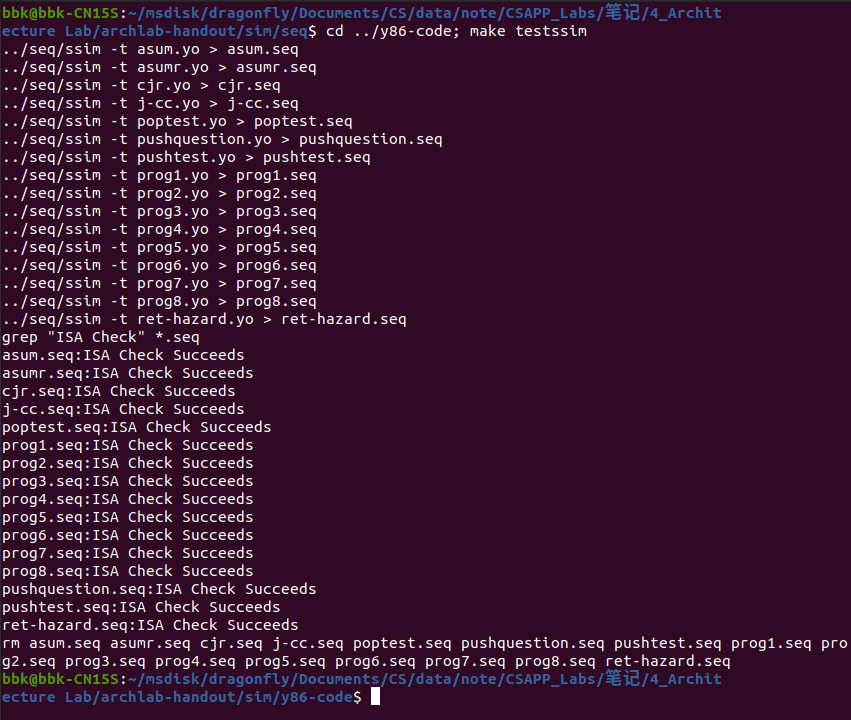 bbk@bbk-CN15S:~/msdisk/dragonfly/Documents/CS/data/note/CSAPP_Labs/笔记/4_Archit
ecture Lab/archlab-handout/sim/seq$ cd ../y86-code; make testssim
../seq/ssim -t asum.yo > asum.seq
../seq/ssim -t asumr.yo > asumr.seq
../seq/ssim -t cjr.yo > cjr.seq
../seq/ssim -t j-cc.yo > j-cc.seq
../seq/ssim -t poptest.yo > poptest.seq
../seq/ssim -t pushquestion.yo > pushquestion.seq
../seq/ssim -t pushtest.yo > pushtest.seq
../seq/ssim -t prog1.yo > prog1.seq
../seq/ssim -t prog2.yo > prog2.seq
../seq/ssim -t prog3.yo > prog3.seq
../seq/ssim -t prog4.yo > prog4.seq
../seq/ssim -t prog5.yo > prog5.seq
../seq/ssim -t prog6.yo > prog6.seq
../seq/ssim -t prog7.yo > prog7.seq
../seq/ssim -t prog8.yo > prog8.seq
../seq/ssim -t ret-hazard.yo > ret-hazard.seq
grep "ISA Check" *.seq
asum.seq:ISA Check Succeeds
asumr.seq:ISA Check Succeeds
cjr.seq:ISA Check Succeeds
j-cc.seq:ISA Check Succeeds
poptest.seq:ISA Check Succeeds
prog1.seq:ISA Check Succeeds
prog2.seq:ISA Check Succeeds
prog3.seq:ISA Check Succeeds
prog4.seq:ISA Check Succeeds
prog5.seq:ISA Check Succeeds
prog6.seq:ISA Check Succeeds
prog7.seq:ISA Check Succeeds
prog8.seq:ISA Check Succeeds
pushquestion.seq:ISA Check Succeeds
pushtest.seq:ISA Check Succeeds
ret-hazard.seq:ISA Check Succeeds
rm asum.seq asumr.seq cjr.seq j-cc.seq poptest.seq pushquestion.seq pushtest.seq prog1.seq pro
g2.seq prog3.seq prog4.seq prog5.seq prog6.seq prog7.seq prog8.seq ret-hazard.seq
bbk@bbk-CN15S:~/msdisk/dragonfly/Documents/CS/data/note/CSAPP_Labs/笔记/4_Archit
ecture Lab/archlab-handout/sim/y86-code$